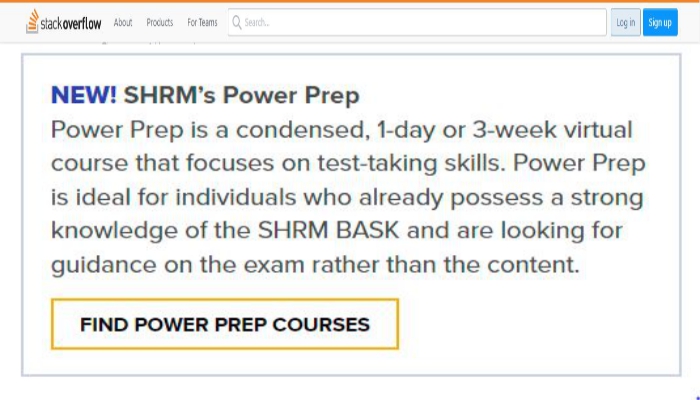 stackoverflow About Products For Teams Search... Log in Sign up
NEW! SHRM's Power Prep
Power Prep is a condensed, 1-day or 3-week virtual
course that focuses on test-taking skills. Power Prep
is ideal for individuals who already possess a strong
knowledge of the SHRM BASK and are looking for
guidance on the exam rather than the content.
FIND POWER PREP COURSES